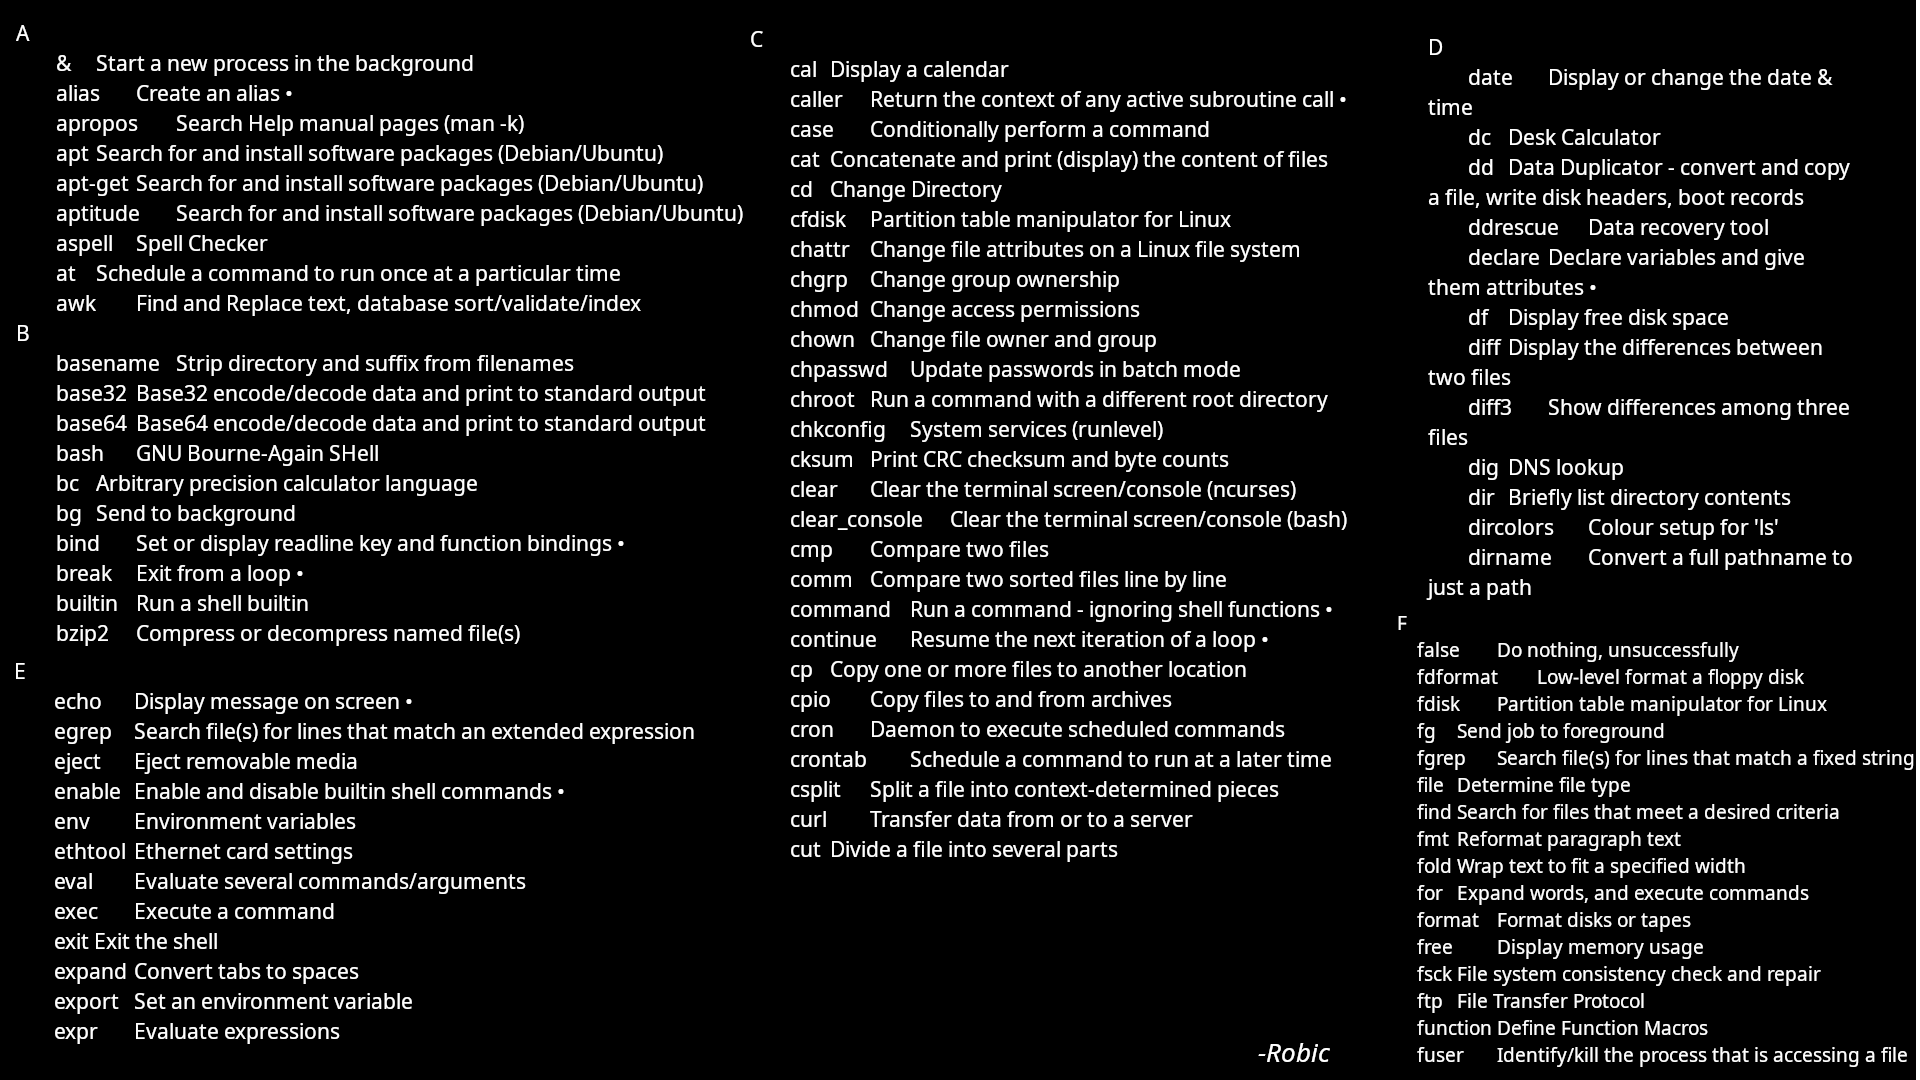 A
& Start a new process in the background
alias Create an alias •
apropos Search Help manual pages (man -k)
apt Search for and install software packages (Debian/Ubuntu)
apt-get Search for and install software packages (Debian/Ubuntu)
aptitude Search for and install software packages (Debian/Ubuntu)
aspell Spell Checker
at Schedule a command to run once at a particular time
awk Find and Replace text, database sort/validate/index
B
basename Strip directory and suffix from filenames
base32 Base32 encode/decode data and print to standard output
base64 Base64 encode/decode data and print to standard output
bash GNU Bourne-Again SHell
bc Arbitrary precision calculator language
bg Send to background
bind Set or display readline key and function bindings •
break Exit from a loop •
builtin Run a shell builtin
bzip2 Compress or decompress named file(s)
E
echo Display message on screen •
egrep Search file(s) for lines that match an extended expression
eject Eject removable media
enable Enable and disable builtin shell commands •
env Environment variables
ethtool Ethernet card settings
eval Evaluate several commands/arguments
exec Execute a command
exit Exit the shell
expand Convert tabs to spaces
export Set an environment variable
expr Evaluate expressions
C
cal Display a calendar
caller Return the context of any active subroutine call •
case Conditionally perform a command
cat Concatenate and print (display) the content of files
cd Change Directory
cfdisk Partition table manipulator for Linux
chattr Change file attributes on a Linux file system
chgrp Change group ownership
chmod Change access permissions
chown Change file owner and group
chpasswd Update passwords in batch mode
chroot Run a command with a different root directory
chkconfig System services (runlevel)
cksum Print CRC checksum and byte counts
clear Clear the terminal screen/console (ncurses)
clear_console Clear the terminal screen/console (bash)
cmp Compare two files
comm Compare two sorted files line by line
command Run a command - ignoring shell functions •
continue Resume the next iteration of a loop •
cp Copy one or more files to another location
cpio Copy files to and from archives
cron Daemon to execute scheduled commands
crontab Schedule a command to run at a later time
csplit Split a file into context-determined pieces
curl Transfer data from or to a server
cut Divide a file into several parts
-Robic
D
date Display or change the date &
time
dc Desk Calculator
dd Data Duplicator - convert and copy
a file, write disk headers, boot records
ddrescue Data recovery tool
declare Declare variables and give
them attributes •
df Display free disk space
diff Display the differences between
two files
diff3 Show differences among three
files
dig DNS lookup
dir Briefly list directory contents
dircolors Colour setup for 'ls'
dirname Convert a full pathname to
just a path
F
false Do nothing, unsuccessfully
fdformat Low-level format a floppy disk
fdisk Partition table manipulator for Linux
fg Send job to foreground
fgrep Search file(s) for lines that match a fixed string
file Determine file type
find Search for files that meet a desired criteria
fmt Reformat paragraph text
fold Wrap text to fit a specified width
for Expand words, and execute commands
format Format disks or tapes
free Display memory usage
fsck File system consistency check and repair
ftp File Transfer Protocol
function Define Function Macros
fuser Identify/kill the process that is accessing a file